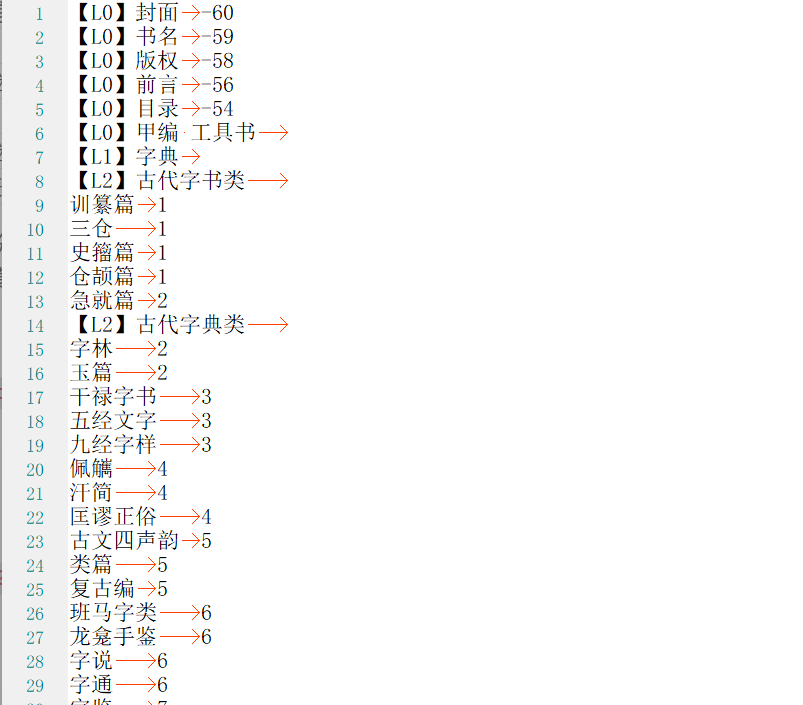 1 【L0】封面→-60
2 【L0】书名→-59
3 【L0】版权→-58
4 【L0】前言→-56
5 【L0】目录→-54
6 【L0】甲编·工具书→
7 【L1】字典→
8 【L2】古代字书类→
9 训纂篇→1
10 三仓→1
11 史籀篇→1
12 仓颉篇→1
13 急就篇→2
14 【L2】古代字典类→
15 字林→2
16 玉篇→2
17 干禄字书→3
18 五经文字→3
19 九经字样→3
20 佩觿→4
21 汗简→4
22 匡谬正俗→4
23 古文四声韵→5
24 类篇→5
25 复古编→5
26 班马字类→6
27 龙龛手鉴→6
28 字说→6
29 字通→6